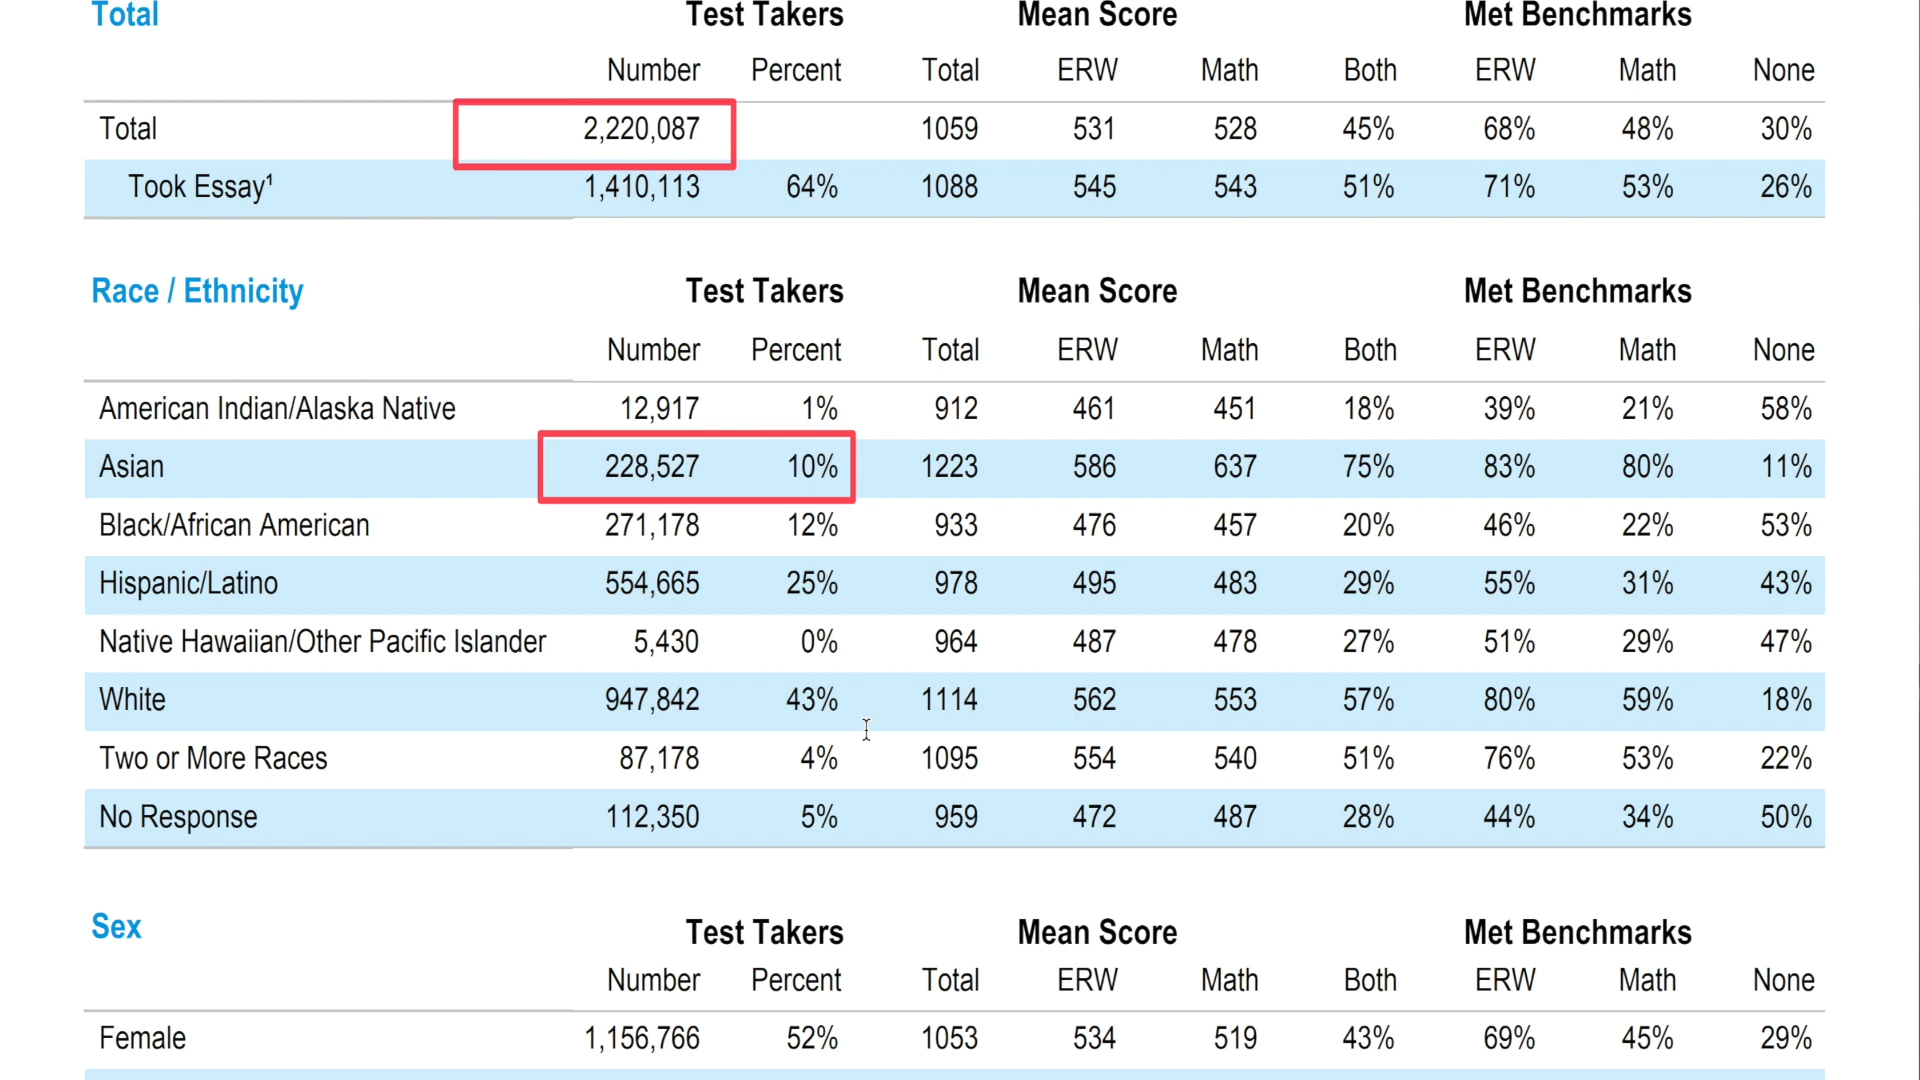 Total Test Takers Mean Score Met Benchmarks
Number Percent Total ERW Math Both ERW Math None
Total 2,220,087 1059 531 528 45% 68% 48% 30%
Took Essay¹ 1,410,113 64% 1088 545 543 51% 71% 53% 26%
Race / Ethnicity Test Takers Mean Score Met Benchmarks
Number Percent Total ERW Math Both ERW Math None
American Indian/Alaska Native 12,917 1% 912 461 451 18% 39% 21% 58%
Asian 228,527 10% 1223 586 637 75% 83% 80% 11%
Black/African American 271,178 12% 933 476 457 20% 46% 22% 53%
Hispanic/Latino 554,665 25% 978 495 483 29% 55% 31% 43%
Native Hawaiian/Other Pacific Islander 5,430 0% 964 487 478 27% 51% 29% 47%
White 947,842 43% 1114 562 553 57% 80% 59% 18%
Two or More Races 87,178 4% 1095 554 540 51% 76% 53% 22%
No Response 112,350 5% 959 472 487 28% 44% 34% 50%
Sex Test Takers Mean Score Met Benchmarks
Number Percent Total ERW Math Both ERW Math None
Female 1,156,766 52% 1053 534 519 43% 69% 45% 29%